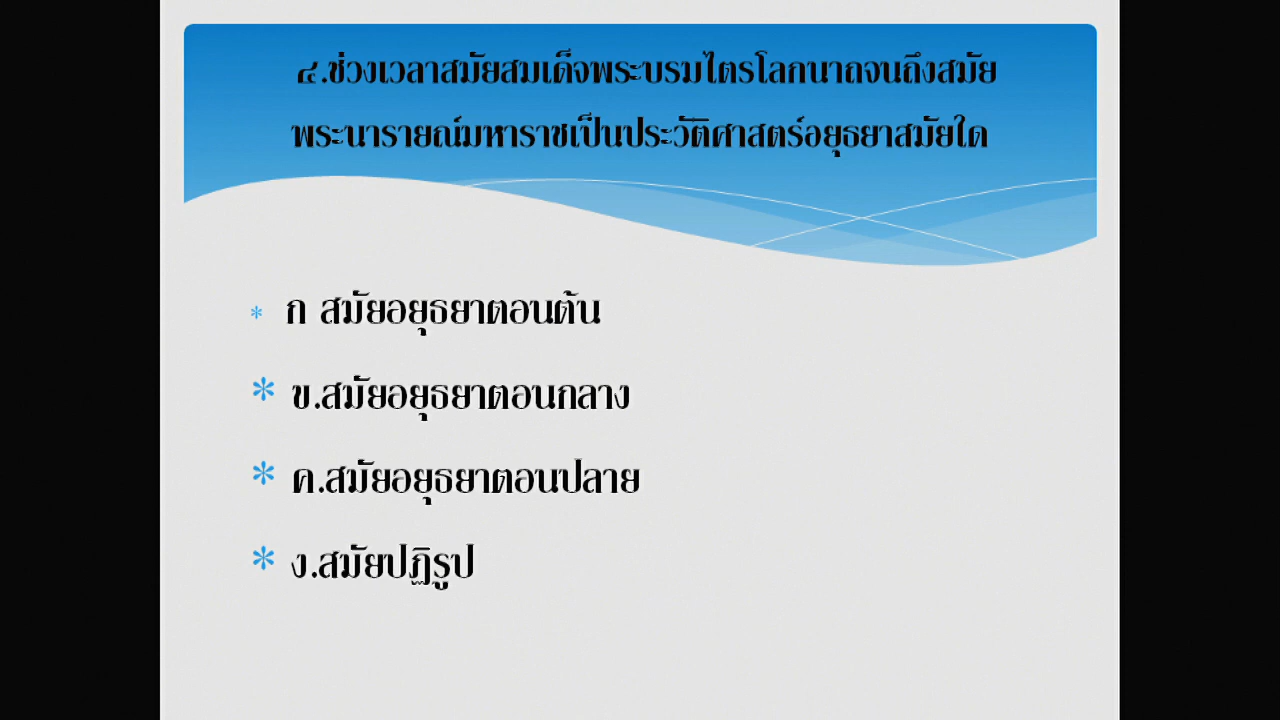 ๔.ช่วงเวลาสมัยสมเด็จพระบรมไตรโลกนาถจนถึงสมัย
พระนารายณ์มหาราชเป็นประวัติศาสตร์อยุธยาสมัยใด
* ก สมัยอยุธยาตอนต้น
* ข.สมัยอยุธยาตอนกลาง
* ค.สมัยอยุธยาตอนปลาย
* ง.สมัยปฏิรูป